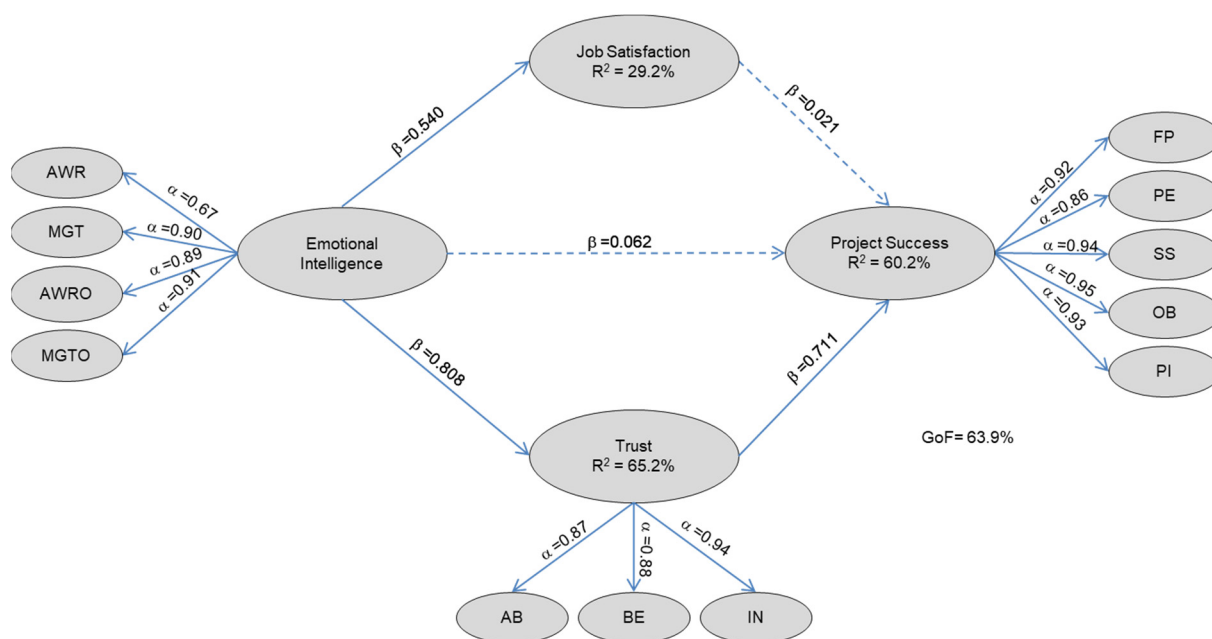 Job Satisfaction
R² = 29.2%
β =0.540
β =0.021
AWR
MGT
AWRO
MGTO
α =0.67
α =0.90
α =0.89
α =0.91
Emotional
Intelligence
β=0.062
Project Success
R² = 60.2%
α =0.92
α =0.86
α =0.94
α =0.95
α =0.93
FP
PE
SS
OB
PI
β =0.808
β =0.711
Trust
R² = 65.2%
GoF= 63.9%
α =0.87
α =0.88
α =0.94
AB
BE
IN